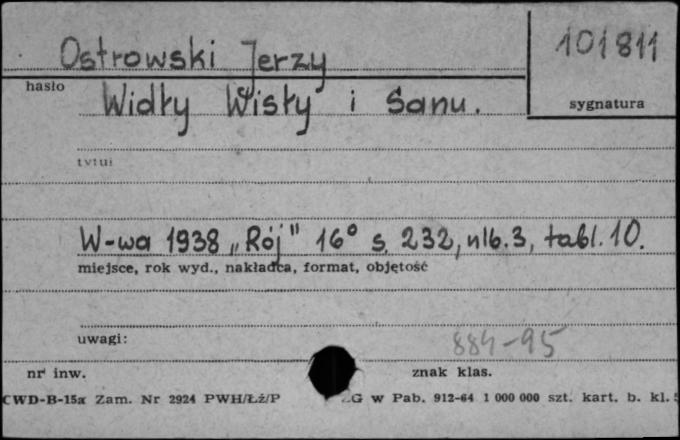 Ostrowski Jerzy
101811
hasło
Widły Wisły i Sanu.
sygnatura
tytuł
W-wa 1938 „Rój" 16° s. 232, nlb. 3, tabl. 10.
miejsce, rok wyd., nakładca, format, objętość
uwagi:
884-95
nr inw.
znak klas.
CWD-B-15a Zam. Nr 2924 PWH/Łź/P ZG w Pab. 912-64 1 000 000 szt. kart. b. kl.